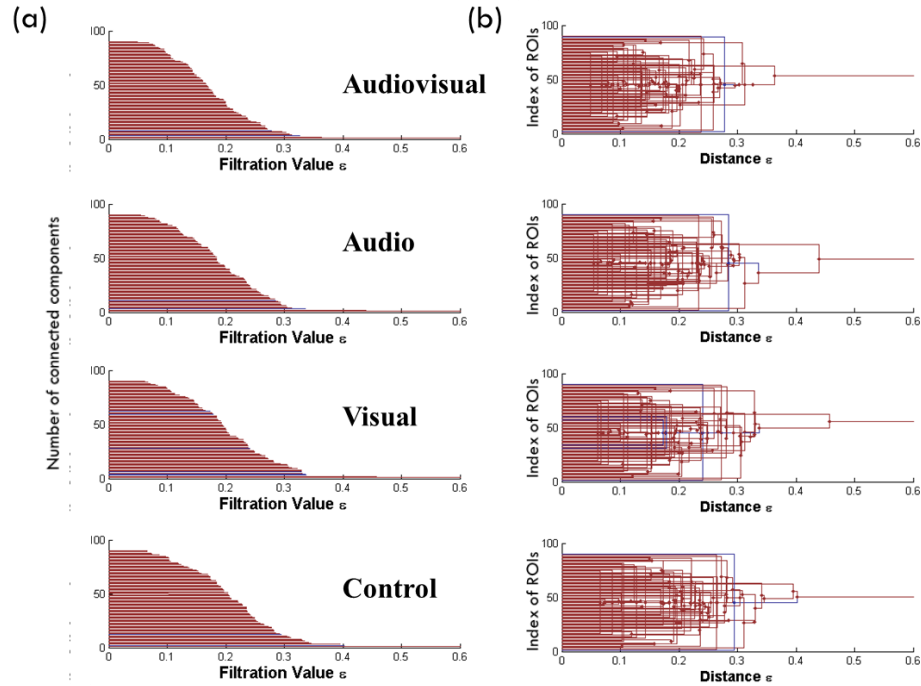 (a)
(b)
Number of connected components
100
50
0
Audiovisual
0 0.1 0.2 0.3 0.4 0.5 0.6
Filtration Value ε
Index of ROIs
100
50
0
0 0.1 0.2 0.3 0.4 0.5 0.6
Distance ε
100
50
0
Audio
0 0.1 0.2 0.3 0.4 0.5 0.6
Filtration Value ε
Index of ROIs
100
50
0
0 0.1 0.2 0.3 0.4 0.5 0.6
Distance ε
100
50
0
Visual
0 0.1 0.2 0.3 0.4 0.5 0.6
Filtration Value ε
Index of ROIs
100
50
0
0 0.1 0.2 0.3 0.4 0.5 0.6
Distance ε
100
50
0
Control
0 0.1 0.2 0.3 0.4 0.5 0.6
Filtration Value ε
Index of ROIs
100
50
0
0 0.1 0.2 0.3 0.4 0.5 0.6
Distance ε